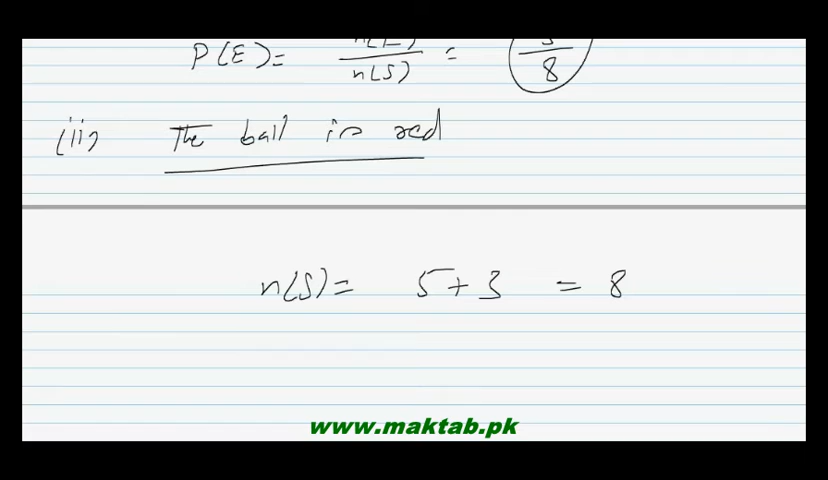 P(E) =
n(S) = 8
(ii) The ball is red
n(S) = 5+3 = 8
www.maktab.pk